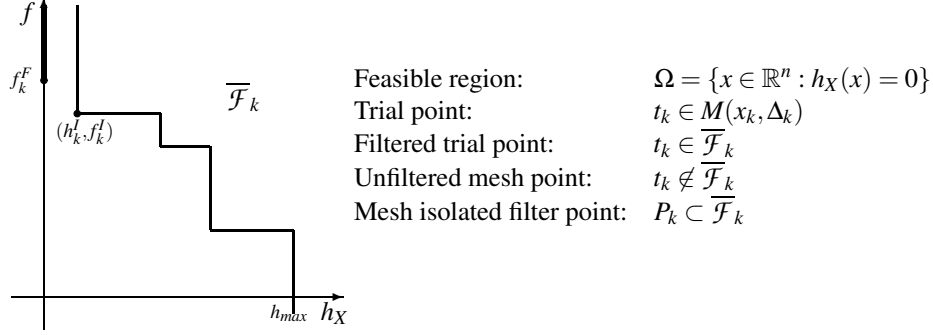 f
f_k^F
(h_k^I, f_k^I)
\overline{\mathcal{F}}_k
h_{max}
h_X
Feasible region: Ω = {x ∈ ℝ^n : h_X(x) = 0}
Trial point: t_k ∈ M(x_k, Δ_k)
Filtered trial point: t_k ∈ \overline{\mathcal{F}}_k
Unfiltered mesh point: t_k ∉ \overline{\mathcal{F}}_k
Mesh isolated filter point: P_k ⊂ \overline{\mathcal{F}}_k